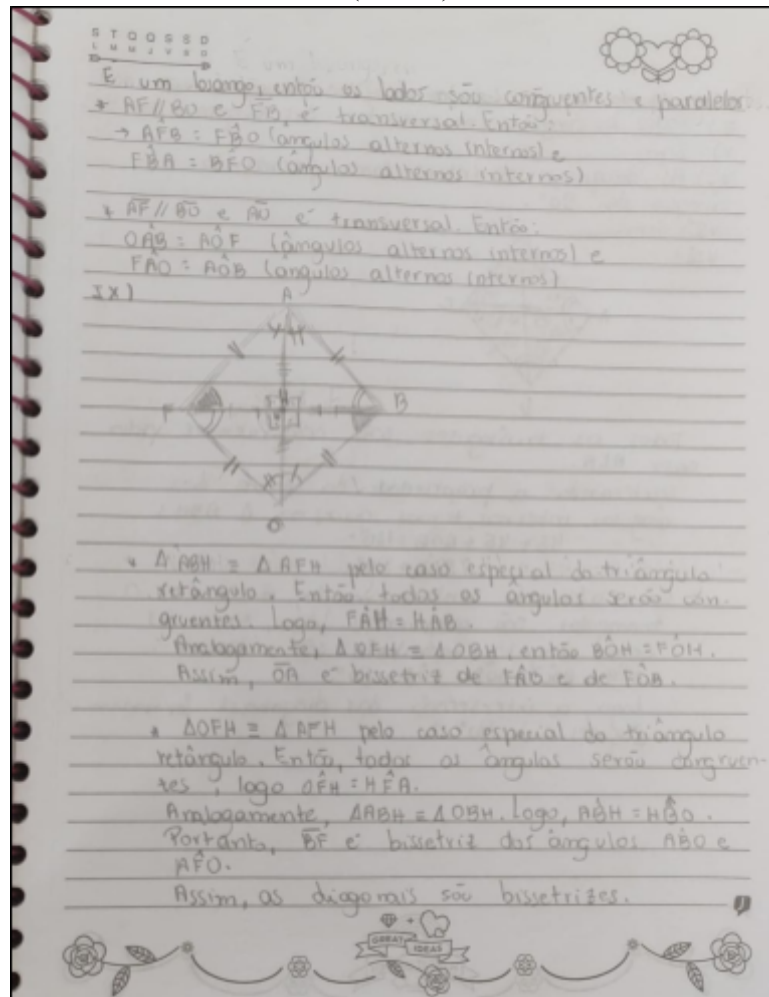 S T Q Q S S D
L M M J V S D
É um losango, então os lados são congruentes e paralelos.
* AF // BO e FB, é transversal. Então:
→ AF̂B = FB̂O (ângulos alternos internos) e
FB̂A = BF̂O (ângulos alternos internos)
* AF // BO e AO é transversal. Então:
OÂB = AÔF (ângulos alternos internos) e
FÂO = AÔB (ângulos alternos internos)
IX)
A
F H B
O
* Δ ABH ≡ Δ AFH pelo caso especial do triângulo
retângulo. Então todos os ângulos serão con-
gruentes. Logo, FÂH = HÂB.
Analogamente, Δ OFH ≡ Δ OBH, então BÔH = FÔH.
Assim, OA é bissetriz de FÂB e de FÔB.
* ΔOFH ≡ Δ AFH pelo caso especial do triângulo
retângulo. Então, todos os ângulos serão congruen-
tes, logo OF̂H = HF̂A.
Analogamente, ΔABH ≡ ΔOBH. Logo, AB̂H = HB̂O.
Portanto, BF é bissetriz dos ângulos AB̂O e
AF̂O.
Assim, as diagonais são bissetrizes.
GREAT IDEAS